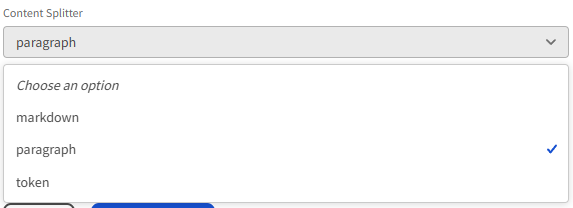 Content Splitter
paragraph
Choose an option
markdown
paragraph
token